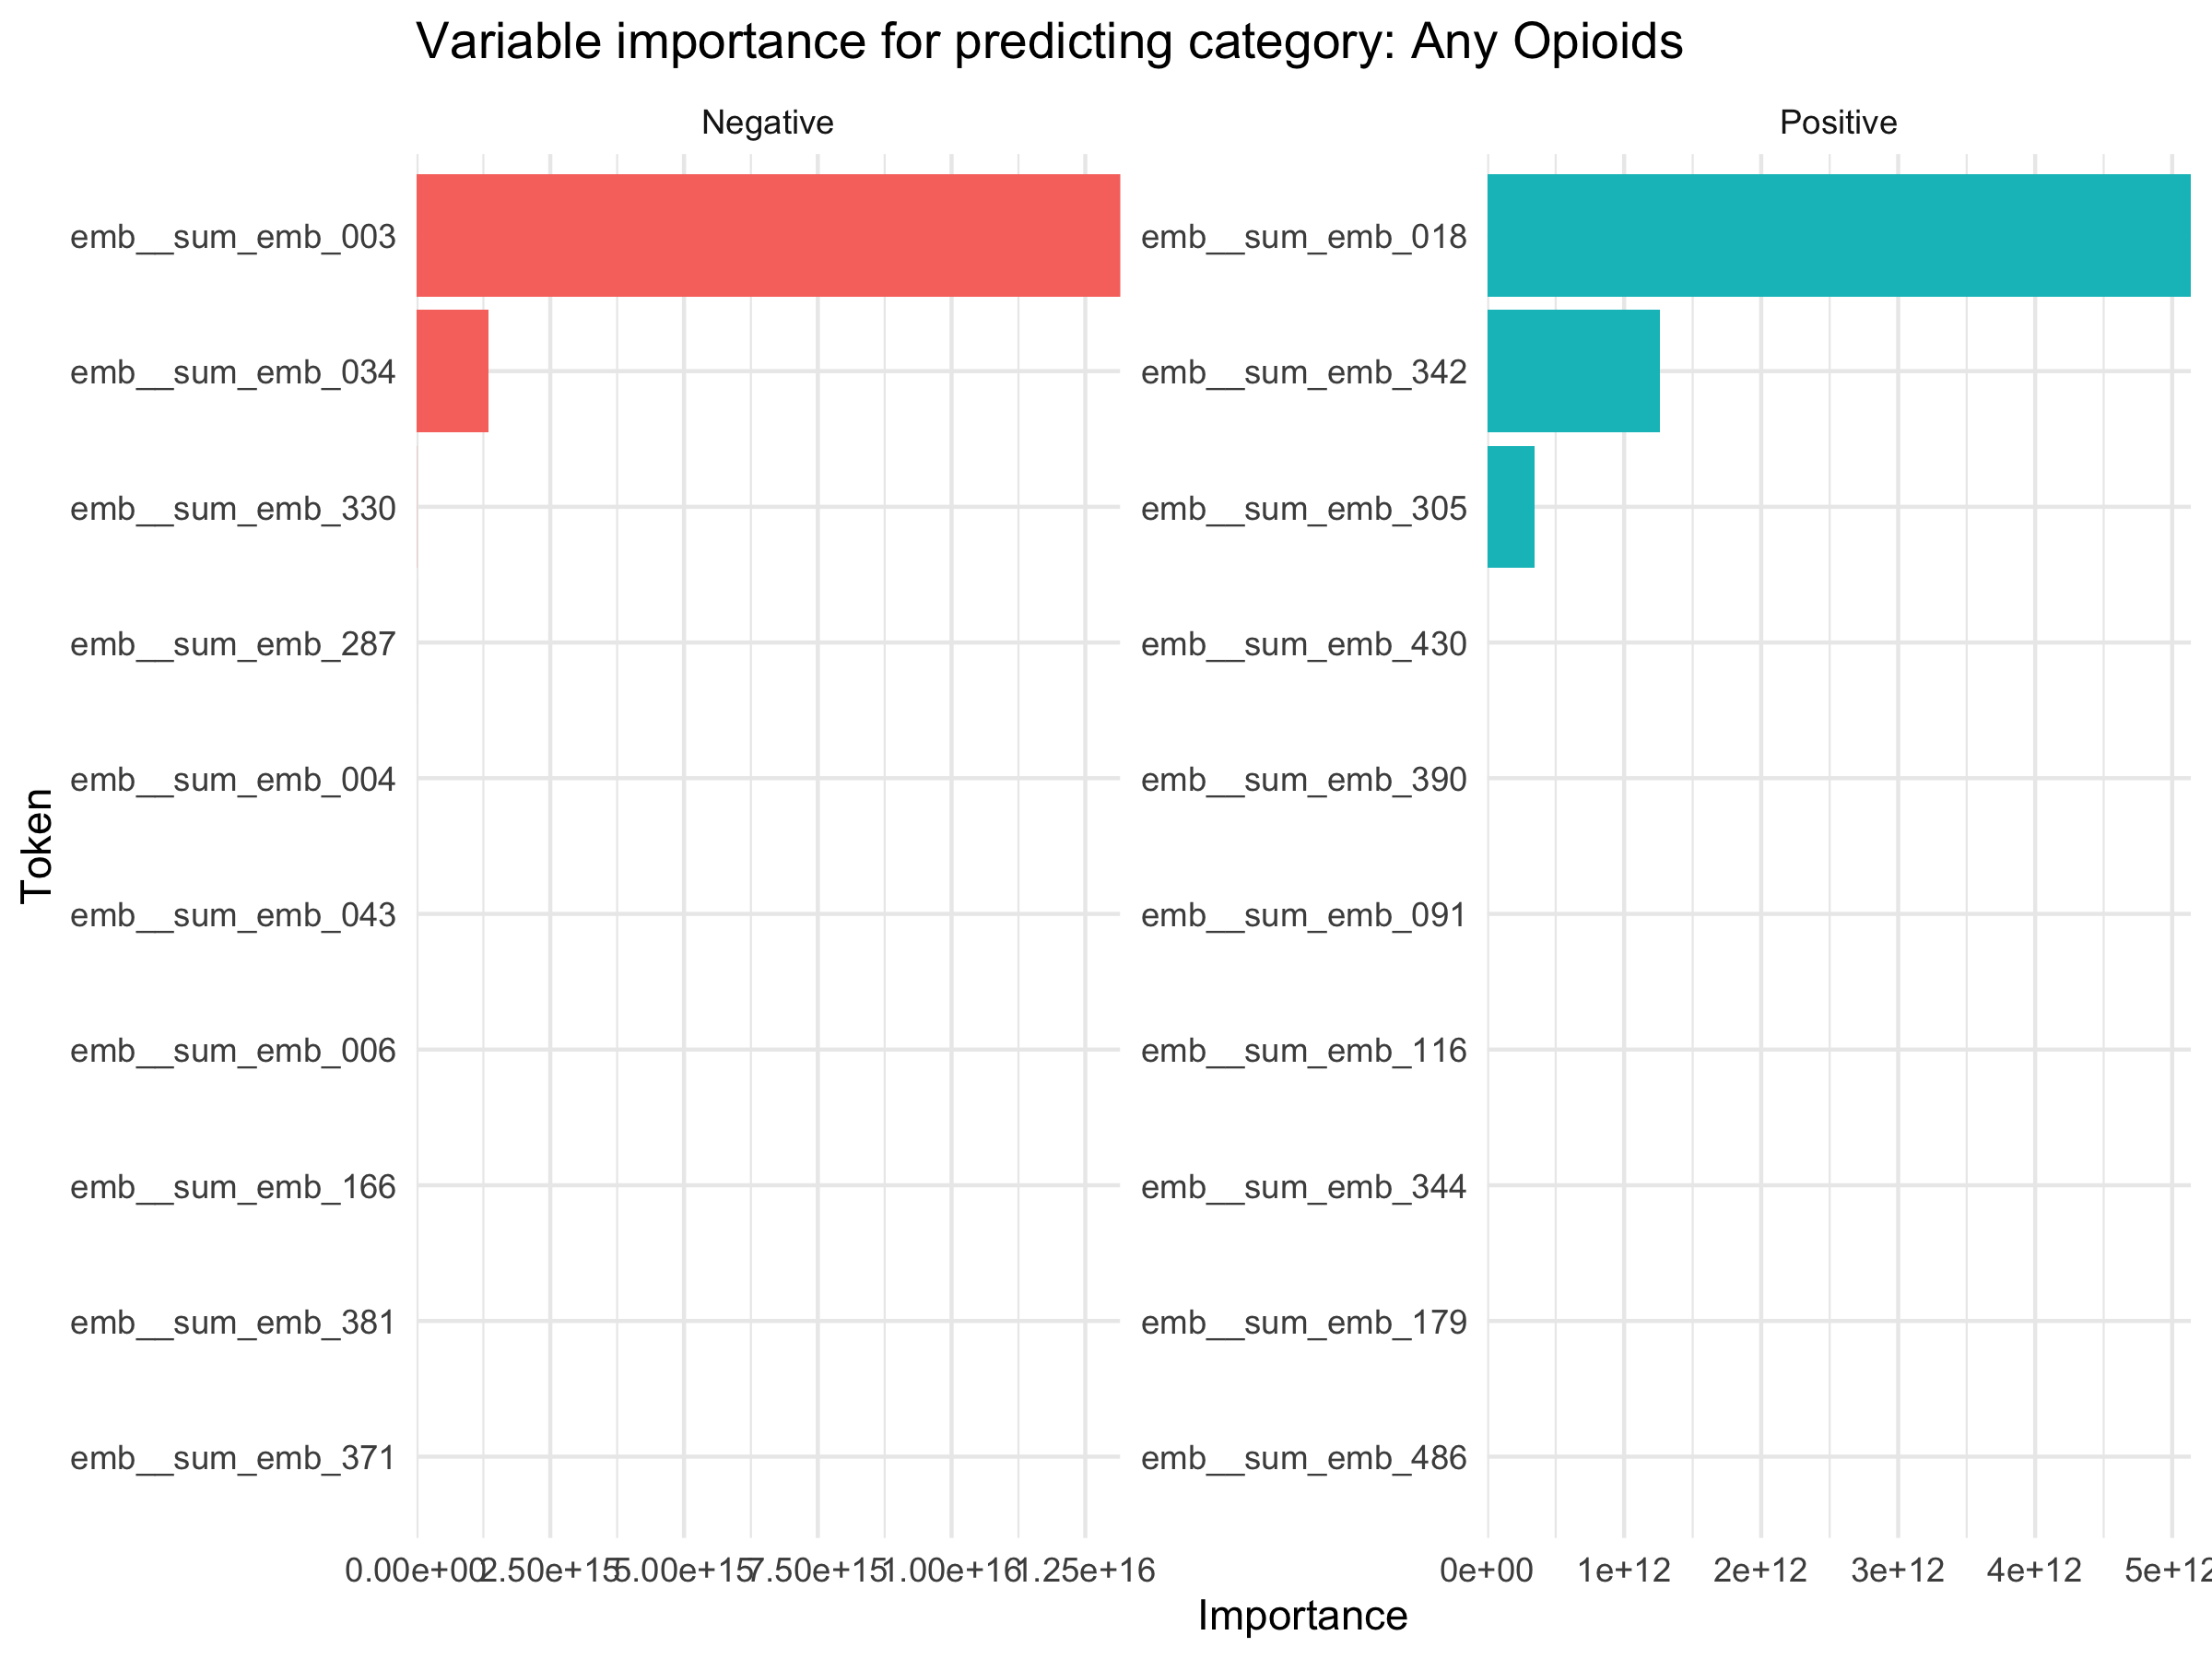 Variable importance for predicting category: Any Opioids
Negative
Positive
emb__sum_emb_003
emb__sum_emb_034
emb__sum_emb_330
emb__sum_emb_287
emb__sum_emb_004
emb__sum_emb_043
emb__sum_emb_006
emb__sum_emb_166
emb__sum_emb_381
emb__sum_emb_371
emb__sum_emb_018
emb__sum_emb_342
emb__sum_emb_305
emb__sum_emb_430
emb__sum_emb_390
emb__sum_emb_091
emb__sum_emb_116
emb__sum_emb_344
emb__sum_emb_179
emb__sum_emb_486
Token
0.00e+00 2.50e+15 5.00e+15 7.50e+15 1.00e+16 1.25e+16
0e+00 1e+12 2e+12 3e+12 4e+12 5e+12
Importance